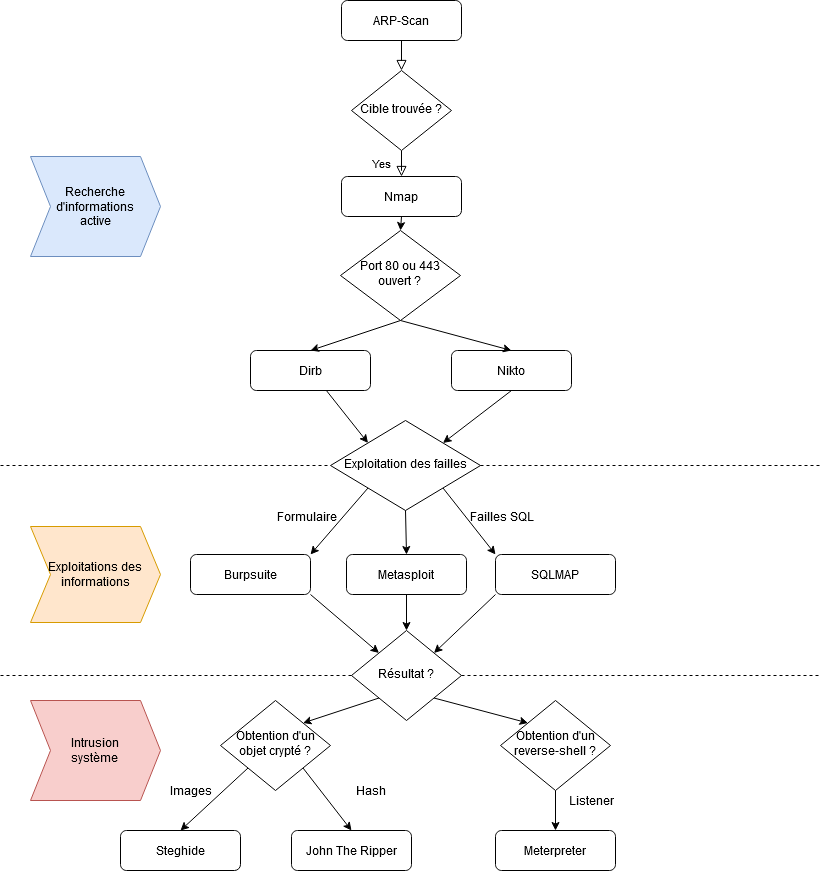 ARP-Scan
Cible trouvée ?
Yes
Nmap
Recherche
d'informations
active
Port 80 ou 443
ouvert ?
Dirb
Nikto
Exploitation des failles
Formulaire
Failles SQL
Exploitations des
informations
Burpsuite
Metasploit
SQLMAP
Résultat ?
Intrusion
système
Obtention d'un
objet crypté ?
Obtention d'un
reverse-shell ?
Images
Hash
Listener
Steghide
John The Ripper
Meterpreter